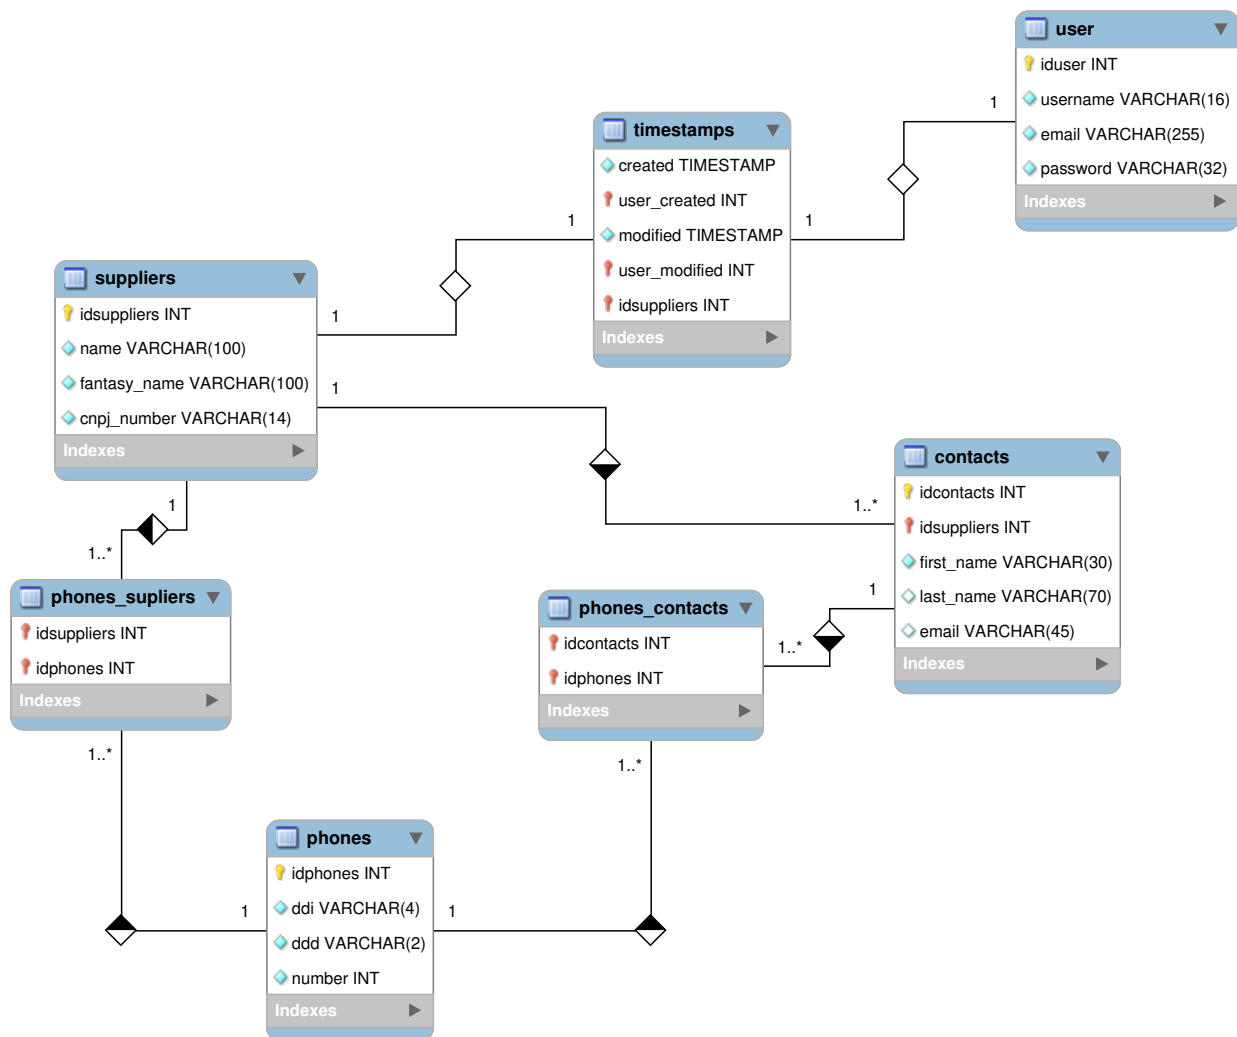 user
iduser INT
username VARCHAR(16)
email VARCHAR(255)
password VARCHAR(32)
Indexes
1
timestamps
created TIMESTAMP
user_created INT
modified TIMESTAMP
user_modified INT
idsuppliers INT
Indexes
1
1
suppliers
idsuppliers INT
name VARCHAR(100)
fantasy_name VARCHAR(100)
cnpj_number VARCHAR(14)
Indexes
1
1
1
1..*
contacts
idcontacts INT
idsuppliers INT
first_name VARCHAR(30)
last_name VARCHAR(70)
email VARCHAR(45)
Indexes
1..*
1
phones_supliers
idsuppliers INT
idphones INT
Indexes
1..*
phones_contacts
idcontacts INT
idphones INT
Indexes
1..*
1..*
phones
idphones INT
ddi VARCHAR(4)
ddd VARCHAR(2)
number INT
Indexes
1
1